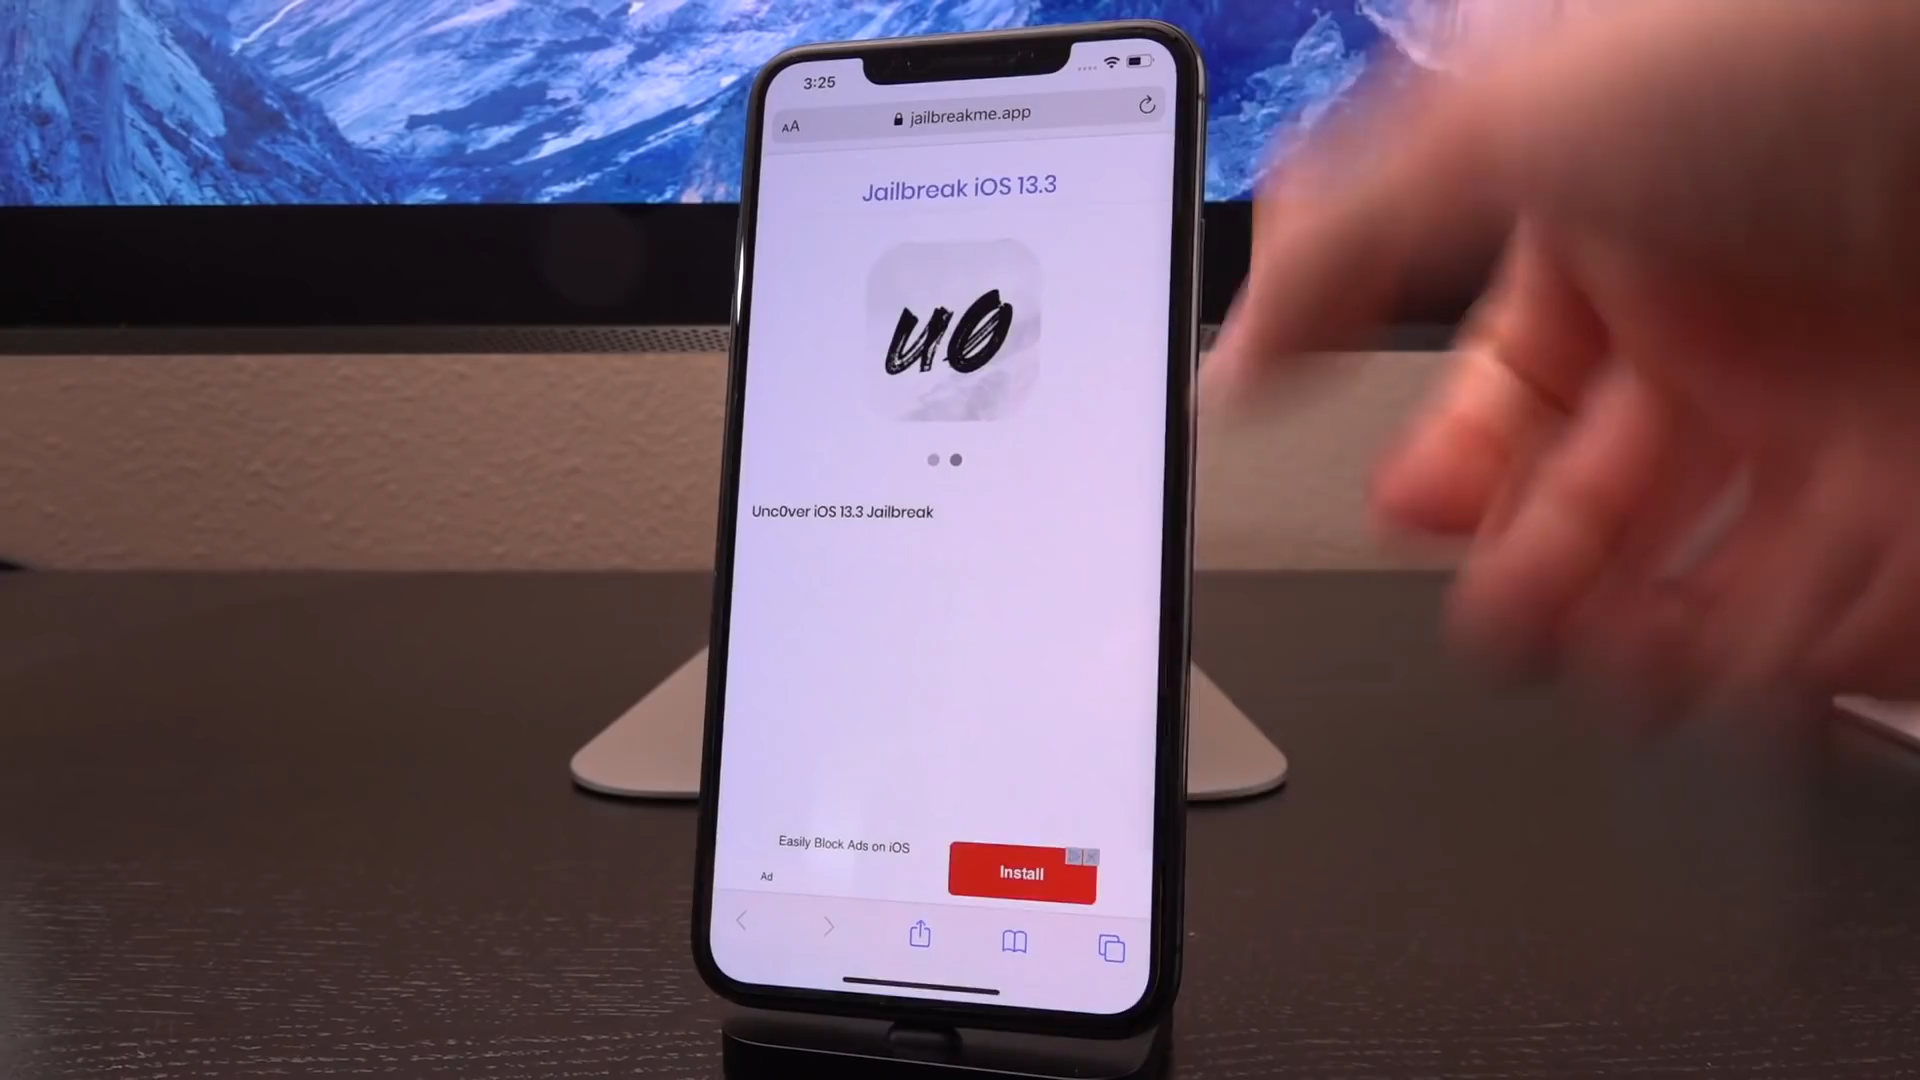 3:25
AA jailbreakme.app
Jailbreak iOS 13.3
u0
Unc0ver iOS 13.3 Jailbreak
Easily Block Ads on iOS
Install
Ad